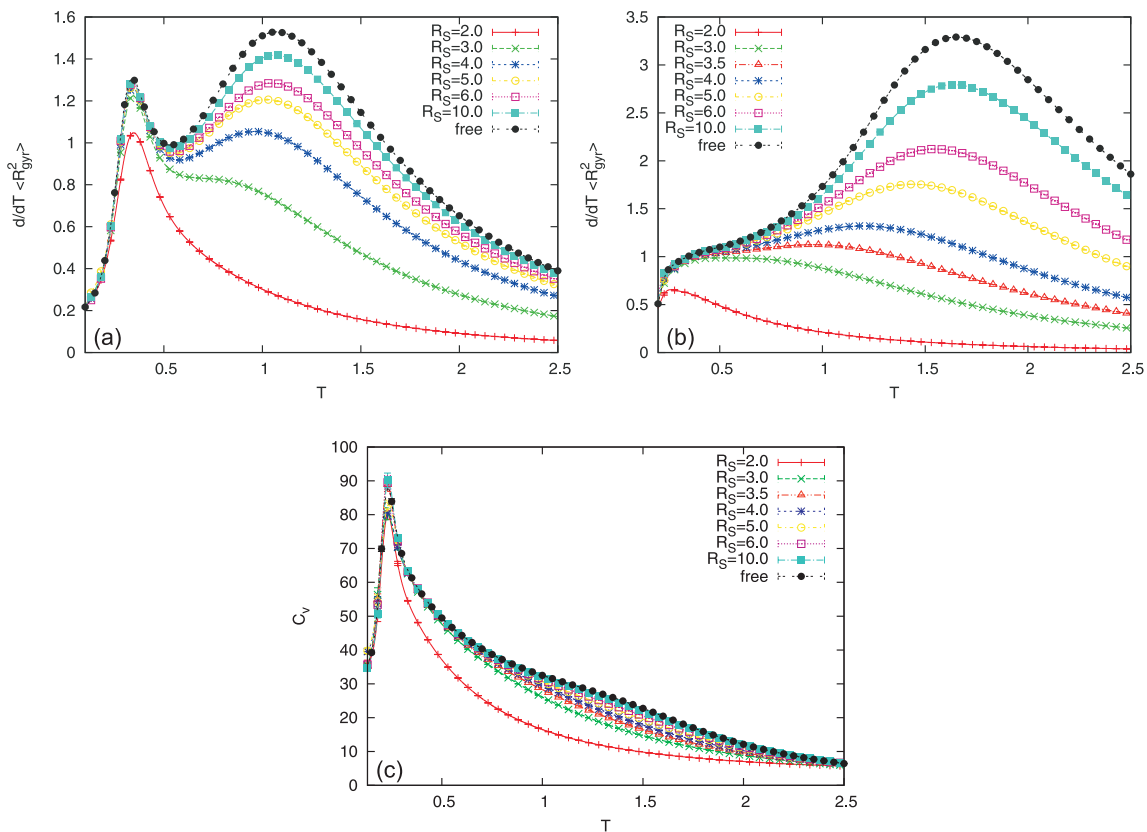 d/dT <R²gyr>
1.6
1.4
1.2
1
0.8
0.6
0.4
0.2
0
0.5
1
1.5
2
2.5
T
(a)
R_S=2.0
R_S=3.0
R_S=4.0
R_S=5.0
R_S=6.0
R_S=10.0
free
d/dT <R²gyr>
3.5
3
2.5
2
1.5
1
0.5
0
0.5
1
1.5
2
2.5
T
(b)
R_S=2.0
R_S=3.0
R_S=3.5
R_S=4.0
R_S=5.0
R_S=6.0
R_S=10.0
free
C_v
100
90
80
70
60
50
40
30
20
10
0
0.5
1
1.5
2
2.5
T
(c)
R_S=2.0
R_S=3.0
R_S=3.5
R_S=4.0
R_S=5.0
R_S=6.0
R_S=10.0
free